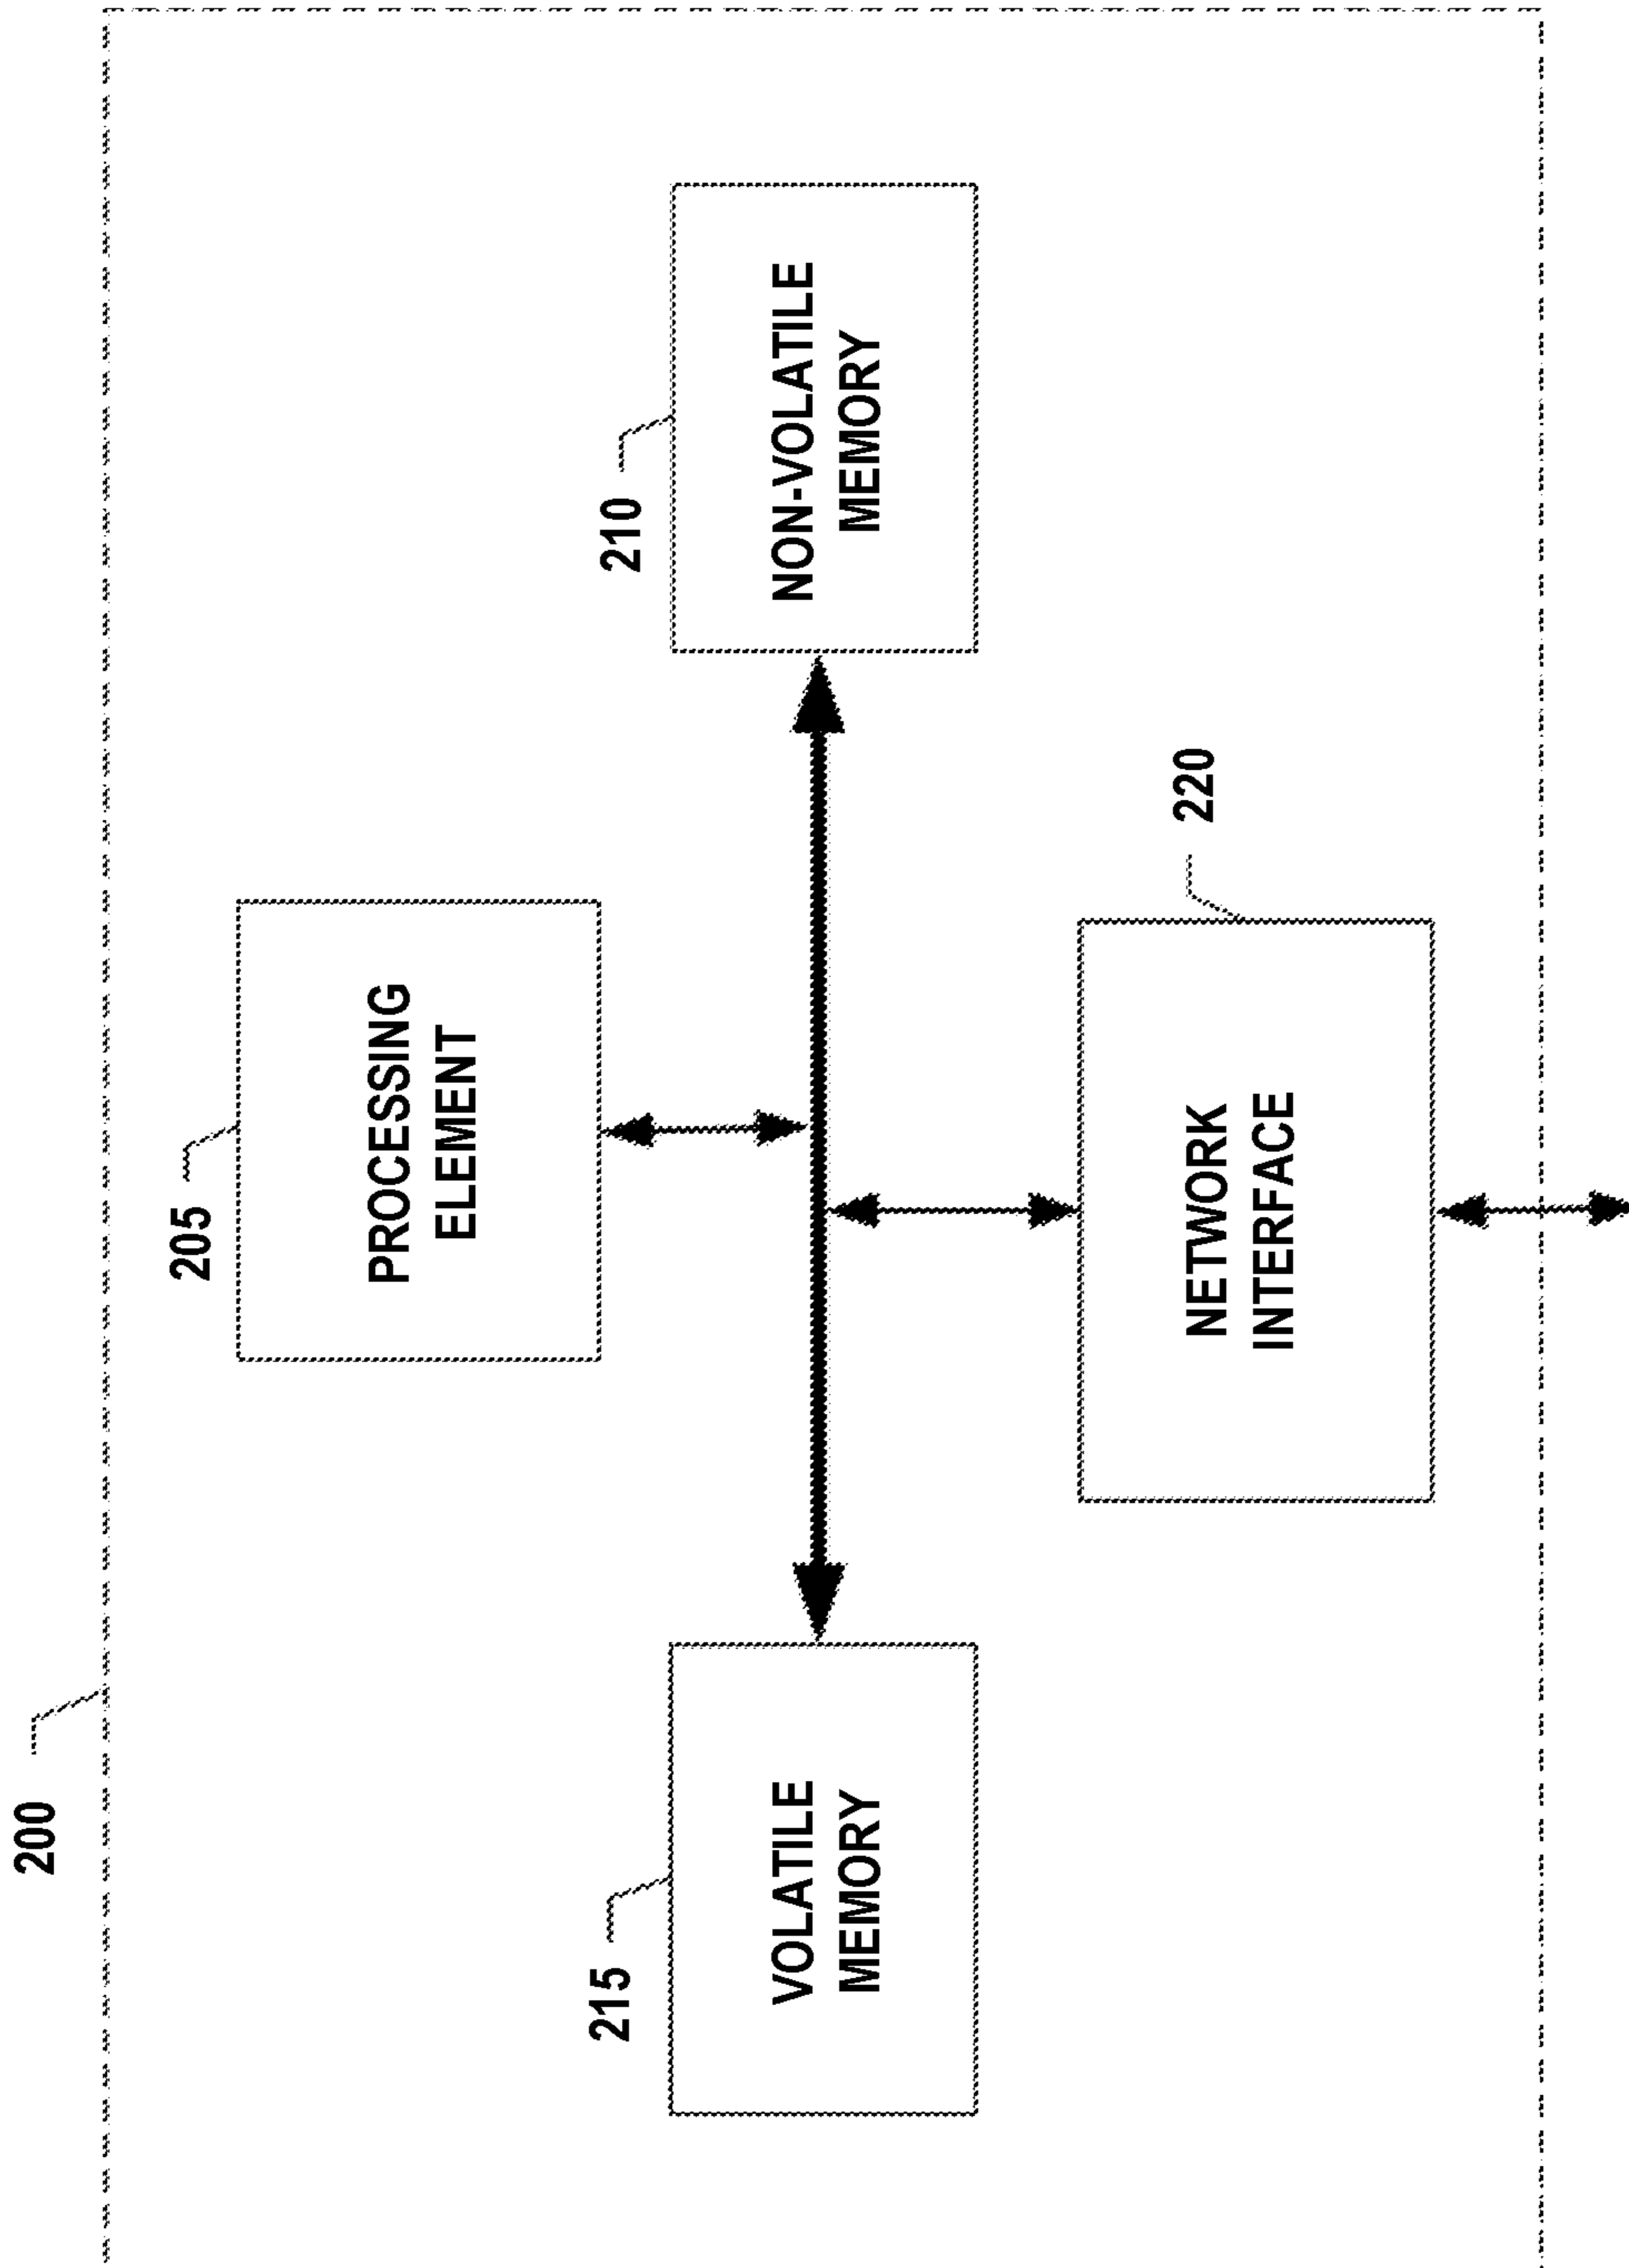 200
205
PROCESSING
ELEMENT
215
VOLATILE
MEMORY
210
NON-VOLATILE
MEMORY
220
NETWORK
INTERFACE